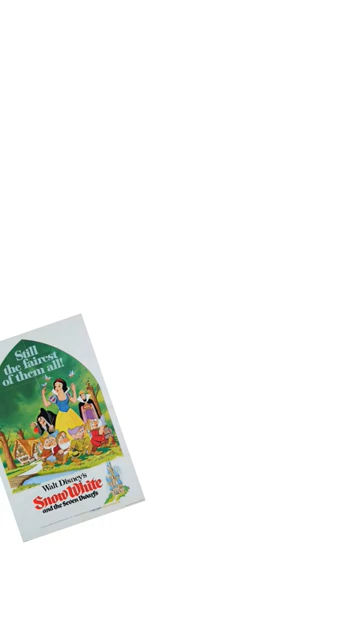 Still
the fairest
of them all!
Walt Disney's
Snow White
and the Seven Dwarfs